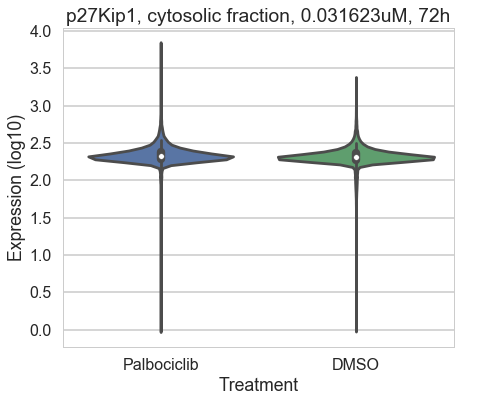 p27Kip1, cytosolic fraction, 0.031623uM, 72h
Expression (log10)
4.0
3.5
3.0
2.5
2.0
1.5
1.0
0.5
0.0
Palbociclib DMSO
Treatment